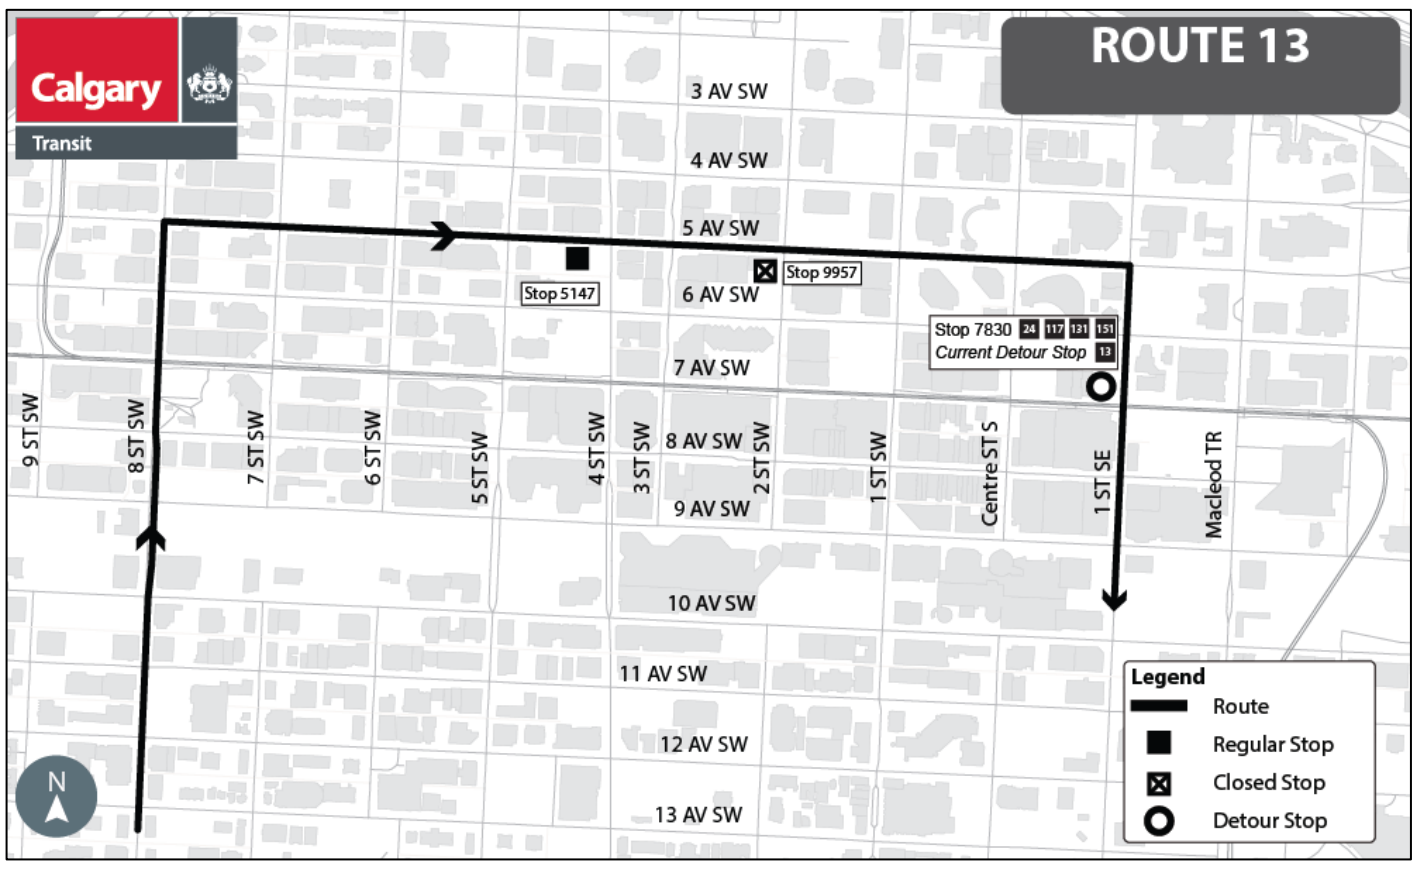 Calgary
Transit
ROUTE 13
3 AV SW
4 AV SW
5 AV SW
Stop 9957
Stop 5147
6 AV SW
Stop 7830 24 117 131 151
Current Detour Stop 13
7 AV SW
9 ST SW
8 ST SW
7 ST SW
6 ST SW
5 ST SW
4 ST SW
3 ST SW
8 AV SW
2 ST SW
1 ST SW
Centre ST S
1 ST SE
Macleod TR
9 AV SW
10 AV SW
11 AV SW
12 AV SW
13 AV SW
N
Legend
Route
Regular Stop
Closed Stop
Detour Stop